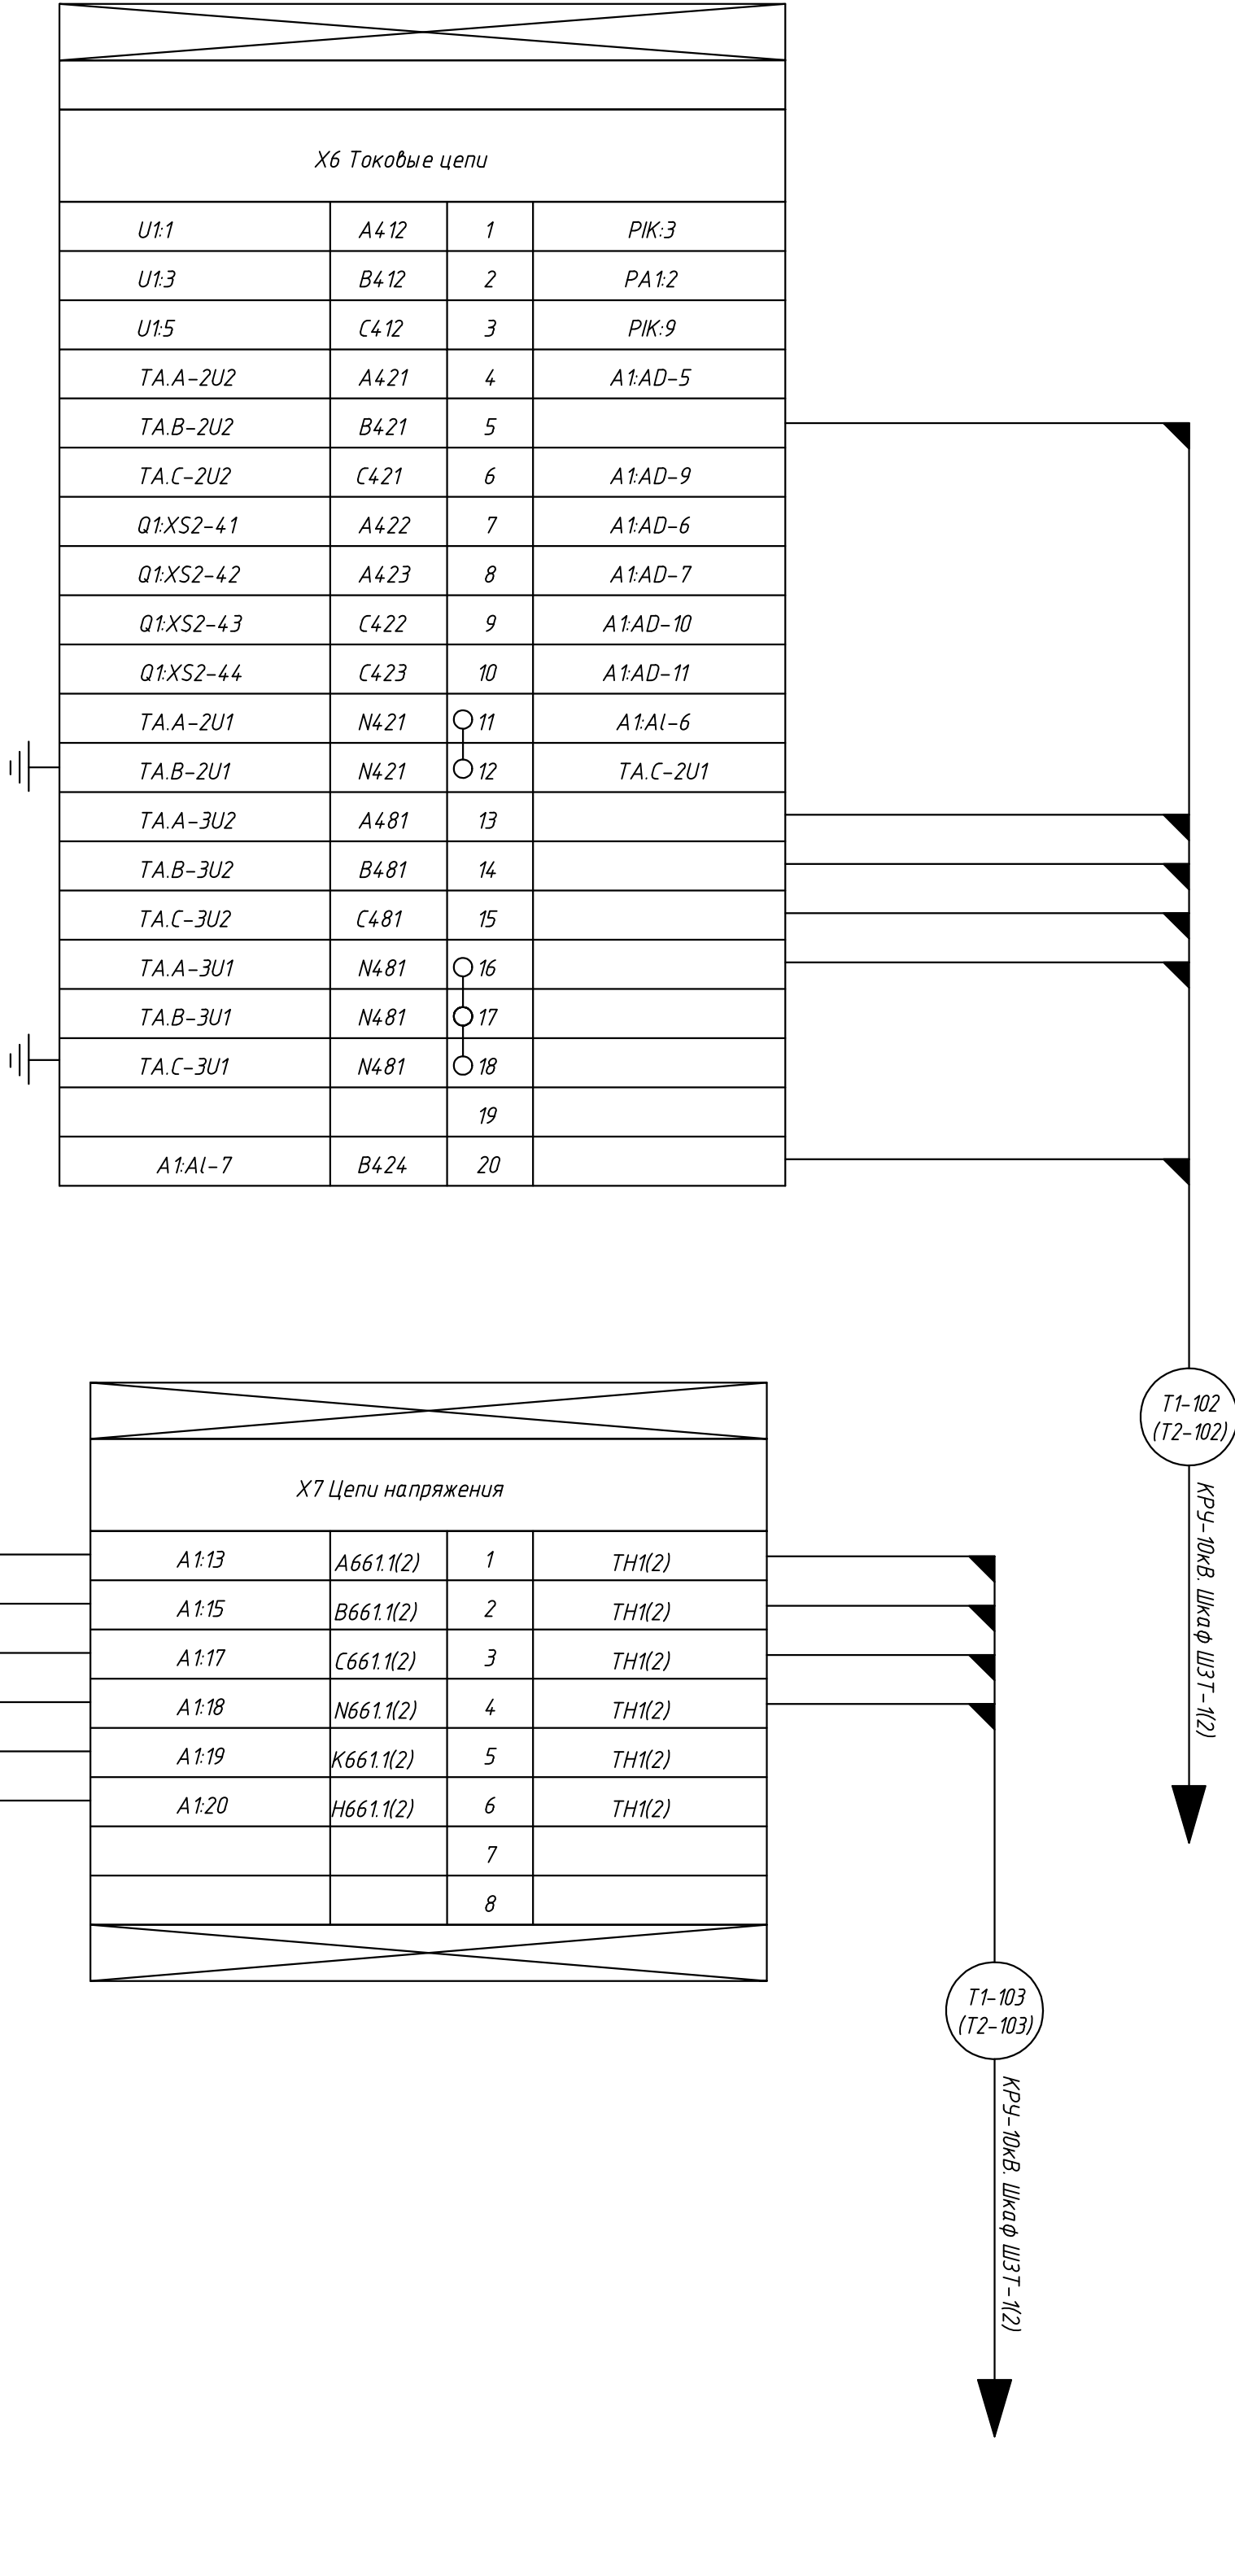 X6 Токовые цепи
U1:1 A412 1 PIK:3
U1:3 B412 2 PA1:2
U1:5 C412 3 PIK:9
TA.A-2U2 A421 4 A1:AD-5
TA.B-2U2 B421 5
TA.C-2U2 C421 6 A1:AD-9
Q1:XS2-41 A422 7 A1:AD-6
Q1:XS2-42 A423 8 A1:AD-7
Q1:XS2-43 C422 9 A1:AD-10
Q1:XS2-44 C423 10 A1:AD-11
TA.A-2U1 N421 11 A1:Al-6
TA.B-2U1 N421 12 TA.C-2U1
TA.A-3U2 A481 13
TA.B-3U2 B481 14
TA.C-3U2 C481 15
TA.A-3U1 N481 16
TA.B-3U1 N481 17
TA.C-3U1 N481 18
19
A1:Al-7 B424 20
T1-102
(T2-102)
КРУ-10кВ. Шкаф ШЗТ-1(2)
X7 Цепи напряжения
A1:13 A661.1(2) 1 TH1(2)
A1:15 B661.1(2) 2 TH1(2)
A1:17 C661.1(2) 3 TH1(2)
A1:18 N661.1(2) 4 TH1(2)
A1:19 K661.1(2) 5 TH1(2)
A1:20 H661.1(2) 6 TH1(2)
7
8
T1-103
(T2-103)
КРУ-10кВ. Шкаф ШЗТ-1(2)